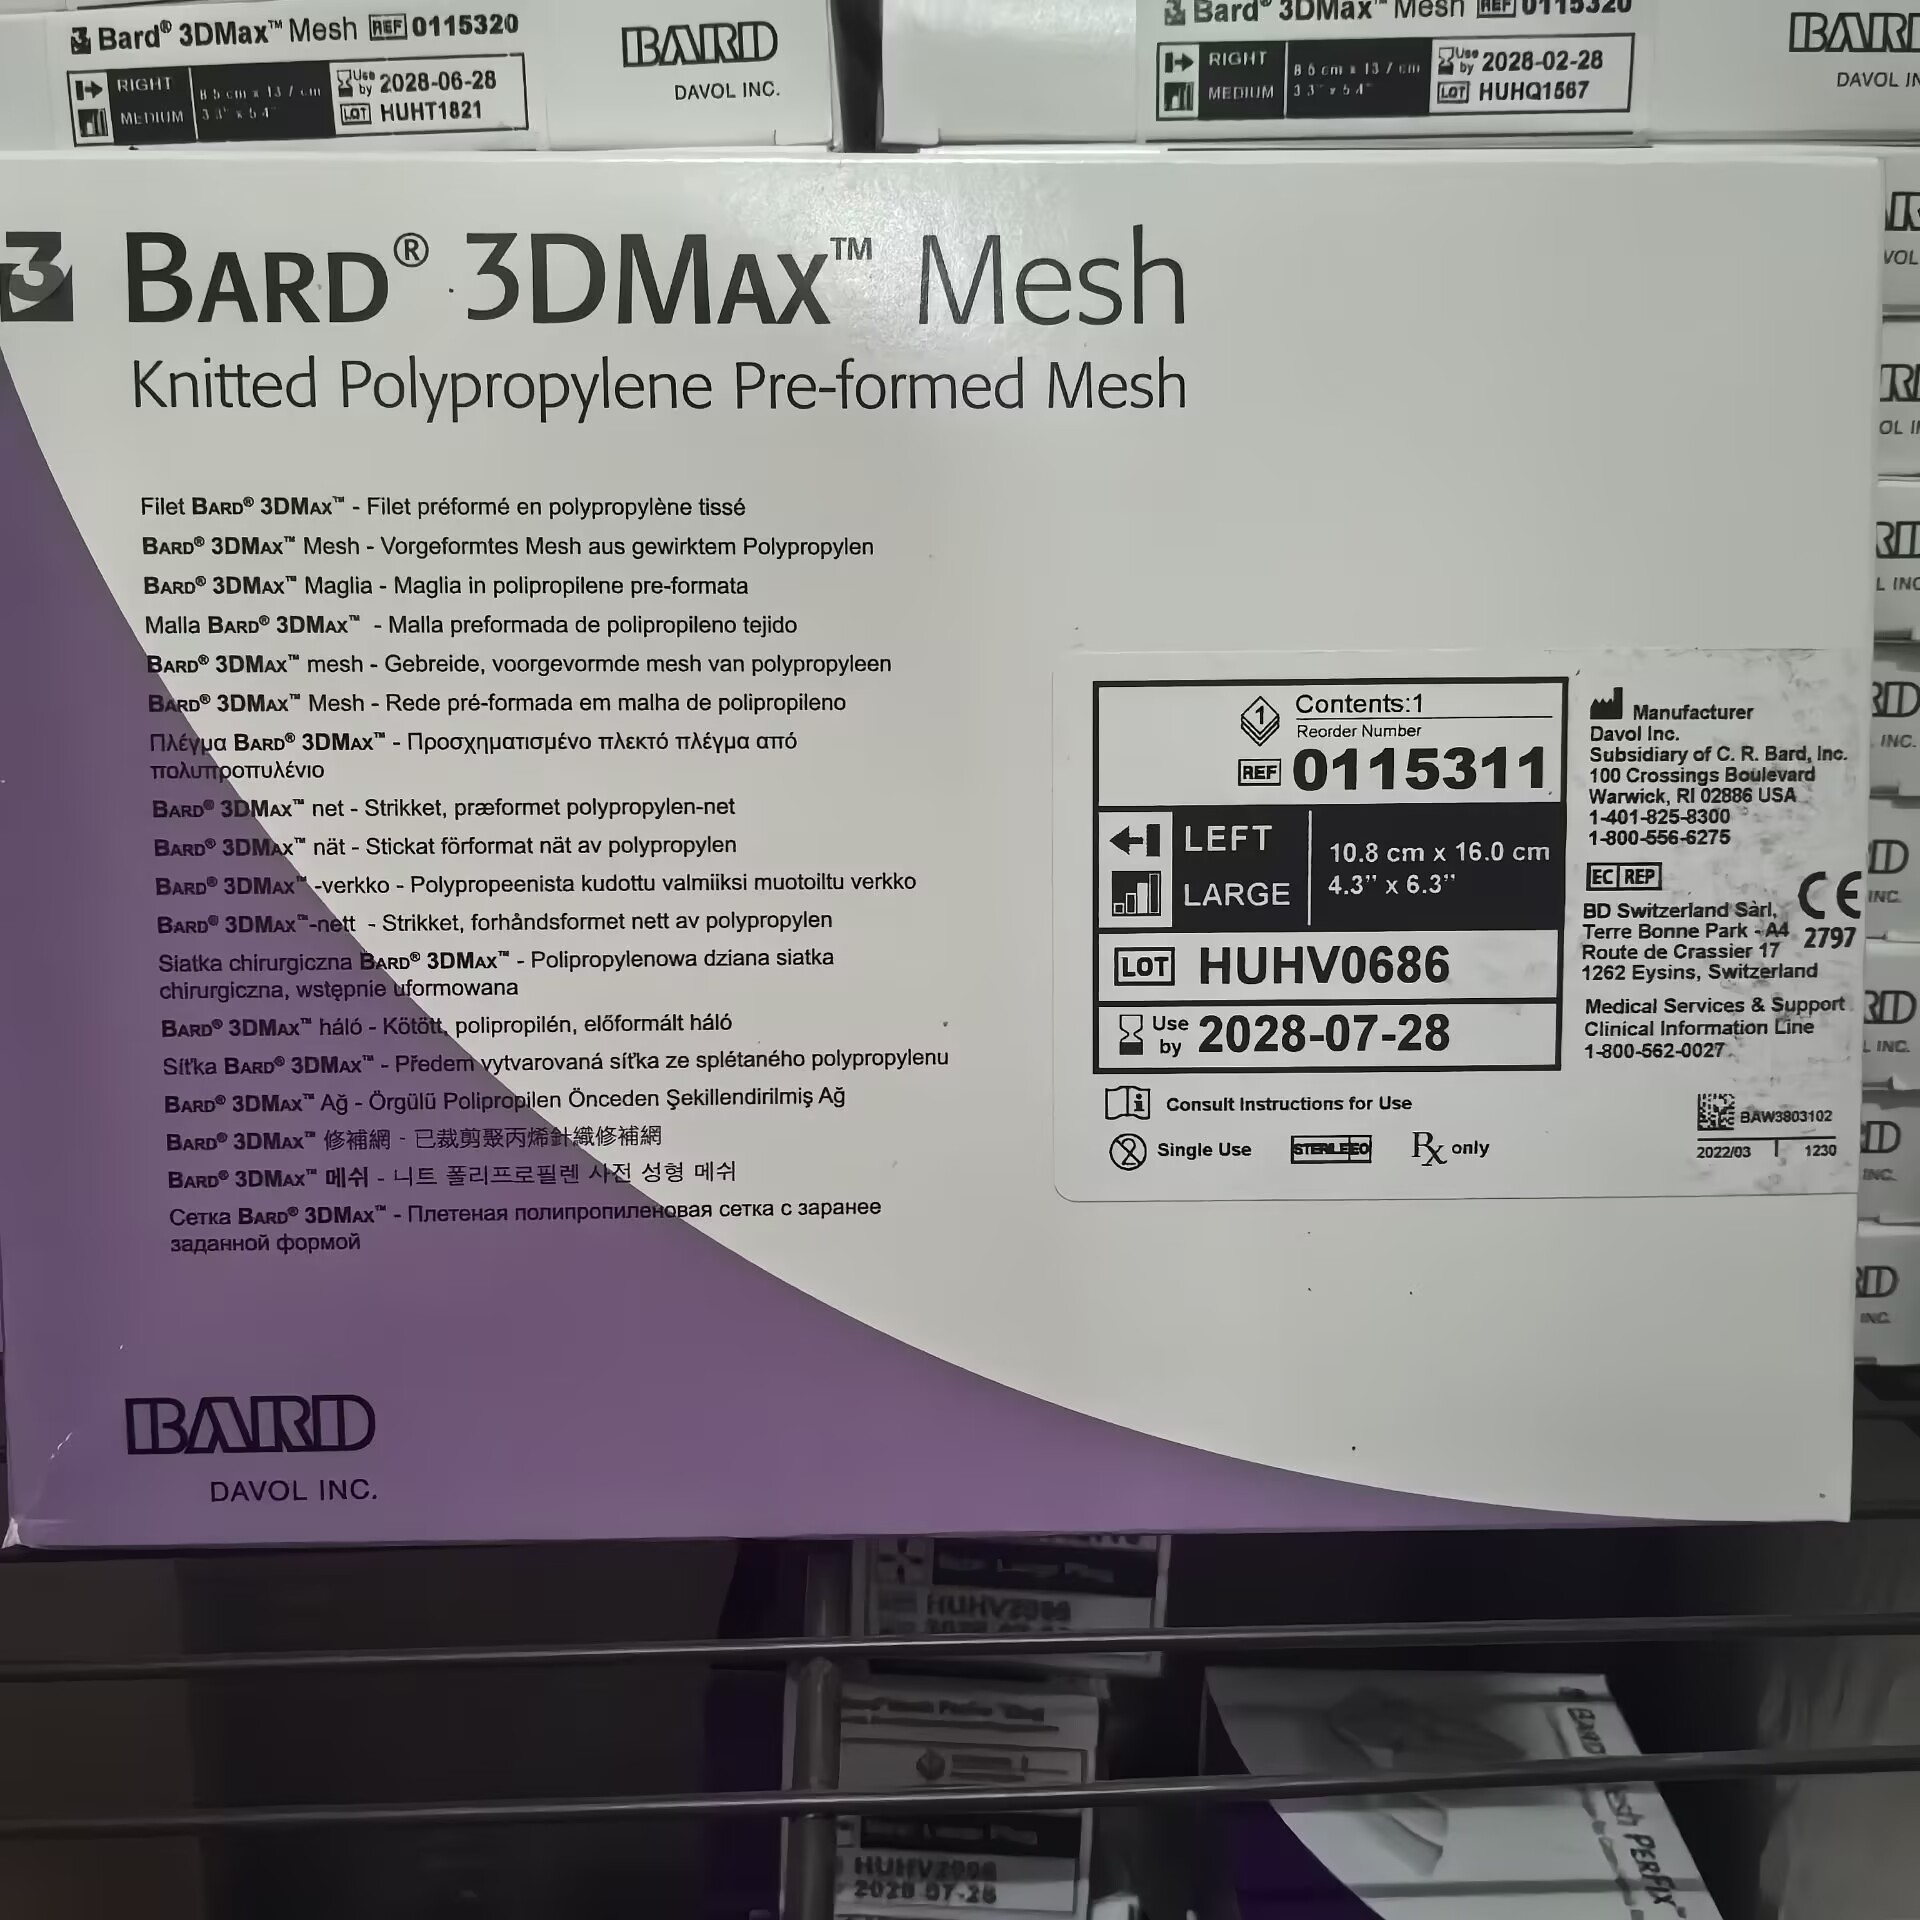 Bard® 3DMax™ Mesh REF 0115320
RIGHT
MEDIUM
8.5 cm x 13.7 cm
3.3" x 5.4"
Use by 2028-06-28
LOT HUHT1821
BARD
DAVOL INC.
Bard® 3DMax™ Mesh REF 0115320
RIGHT
MEDIUM
8.5 cm x 13.7 cm
3.3" x 5.4"
Use by 2028-02-28
LOT HUHQ1567
BARD
DAVOL IN
3 BARD® 3DMAX™ Mesh
Knitted Polypropylene Pre-formed Mesh
Filet BARD® 3DMAX™ - Filet préformé en polypropylène tissé
BARD® 3DMAX™ Mesh - Vorgeformtes Mesh aus gewirktem Polypropylen
BARD® 3DMAX™ Maglia - Maglia in polipropilene pre-formata
Malla BARD® 3DMAX™ - Malla preformada de polipropileno tejido
BARD® 3DMAX™ mesh - Gebreide, voorgevormde mesh van polypropyleen
BARD® 3DMAX™ Mesh - Rede pré-formada em malha de polipropileno
Πλέγμα BARD® 3DMAX™ - Προσχηματισμένο πλεκτό πλέγμα από
πολυπροπυλένιο
BARD® 3DMAX™ net - Strikket, præformet polypropylen-net
BARD® 3DMAX™ nät - Stickat förformat nät av polypropylen
BARD® 3DMAX™-verkko - Polypropeenista kudottu valmiiksi muotoiltu verkko
BARD® 3DMAX™-nett - Strikket, forhåndsformet nett av polypropylen
Siatka chirurgiczna BARD® 3DMAX™ - Polipropylenowa dziana siatka
chirurgiczna, wstępnie uformowana
BARD® 3DMAX™ háló - Kötött, polipropilén, előformált háló
Síťka BARD® 3DMAX™ - Předem vytvarovaná síťka ze splétaného polypropylenu
BARD® 3DMAX™ Ağ - Örgülü Polipropilen Önceden Şekillendirilmiş Ağ
BARD® 3DMAX™ 修補網 - 已裁剪聚丙烯針織修補網
BARD® 3DMAX™ 메쉬 - 니트 폴리프로필렌 사전 성형 메쉬
Сетка BARD® 3DMAX™ - Плетеная полипропиленовая сетка с заранее
заданной формой
BARD
DAVOL INC.
1 Contents:1
Reorder Number
REF 0115311
LEFT
LARGE
10.8 cm x 16.0 cm
4.3" x 6.3"
LOT HUHV0686
Use by 2028-07-28
Consult Instructions for Use
2 Single Use
STERILE EO
Rx only
Manufacturer
Davol Inc.
Subsidiary of C. R. Bard, Inc.
100 Crossings Boulevard
Warwick, RI 02886 USA
1-401-825-8300
1-800-556-6275
EC REP
BD Switzerland Sàrl,
Terre Bonne Park - A4
Route de Crassier 17
1262 Eysins, Switzerland
CE
2797
Medical Services & Support
Clinical Information Line
1-800-562-0027
BAW3803102
2022/03 1230
HUHV2096
HUHV2096
2028-07-28
BARD
PERFIX